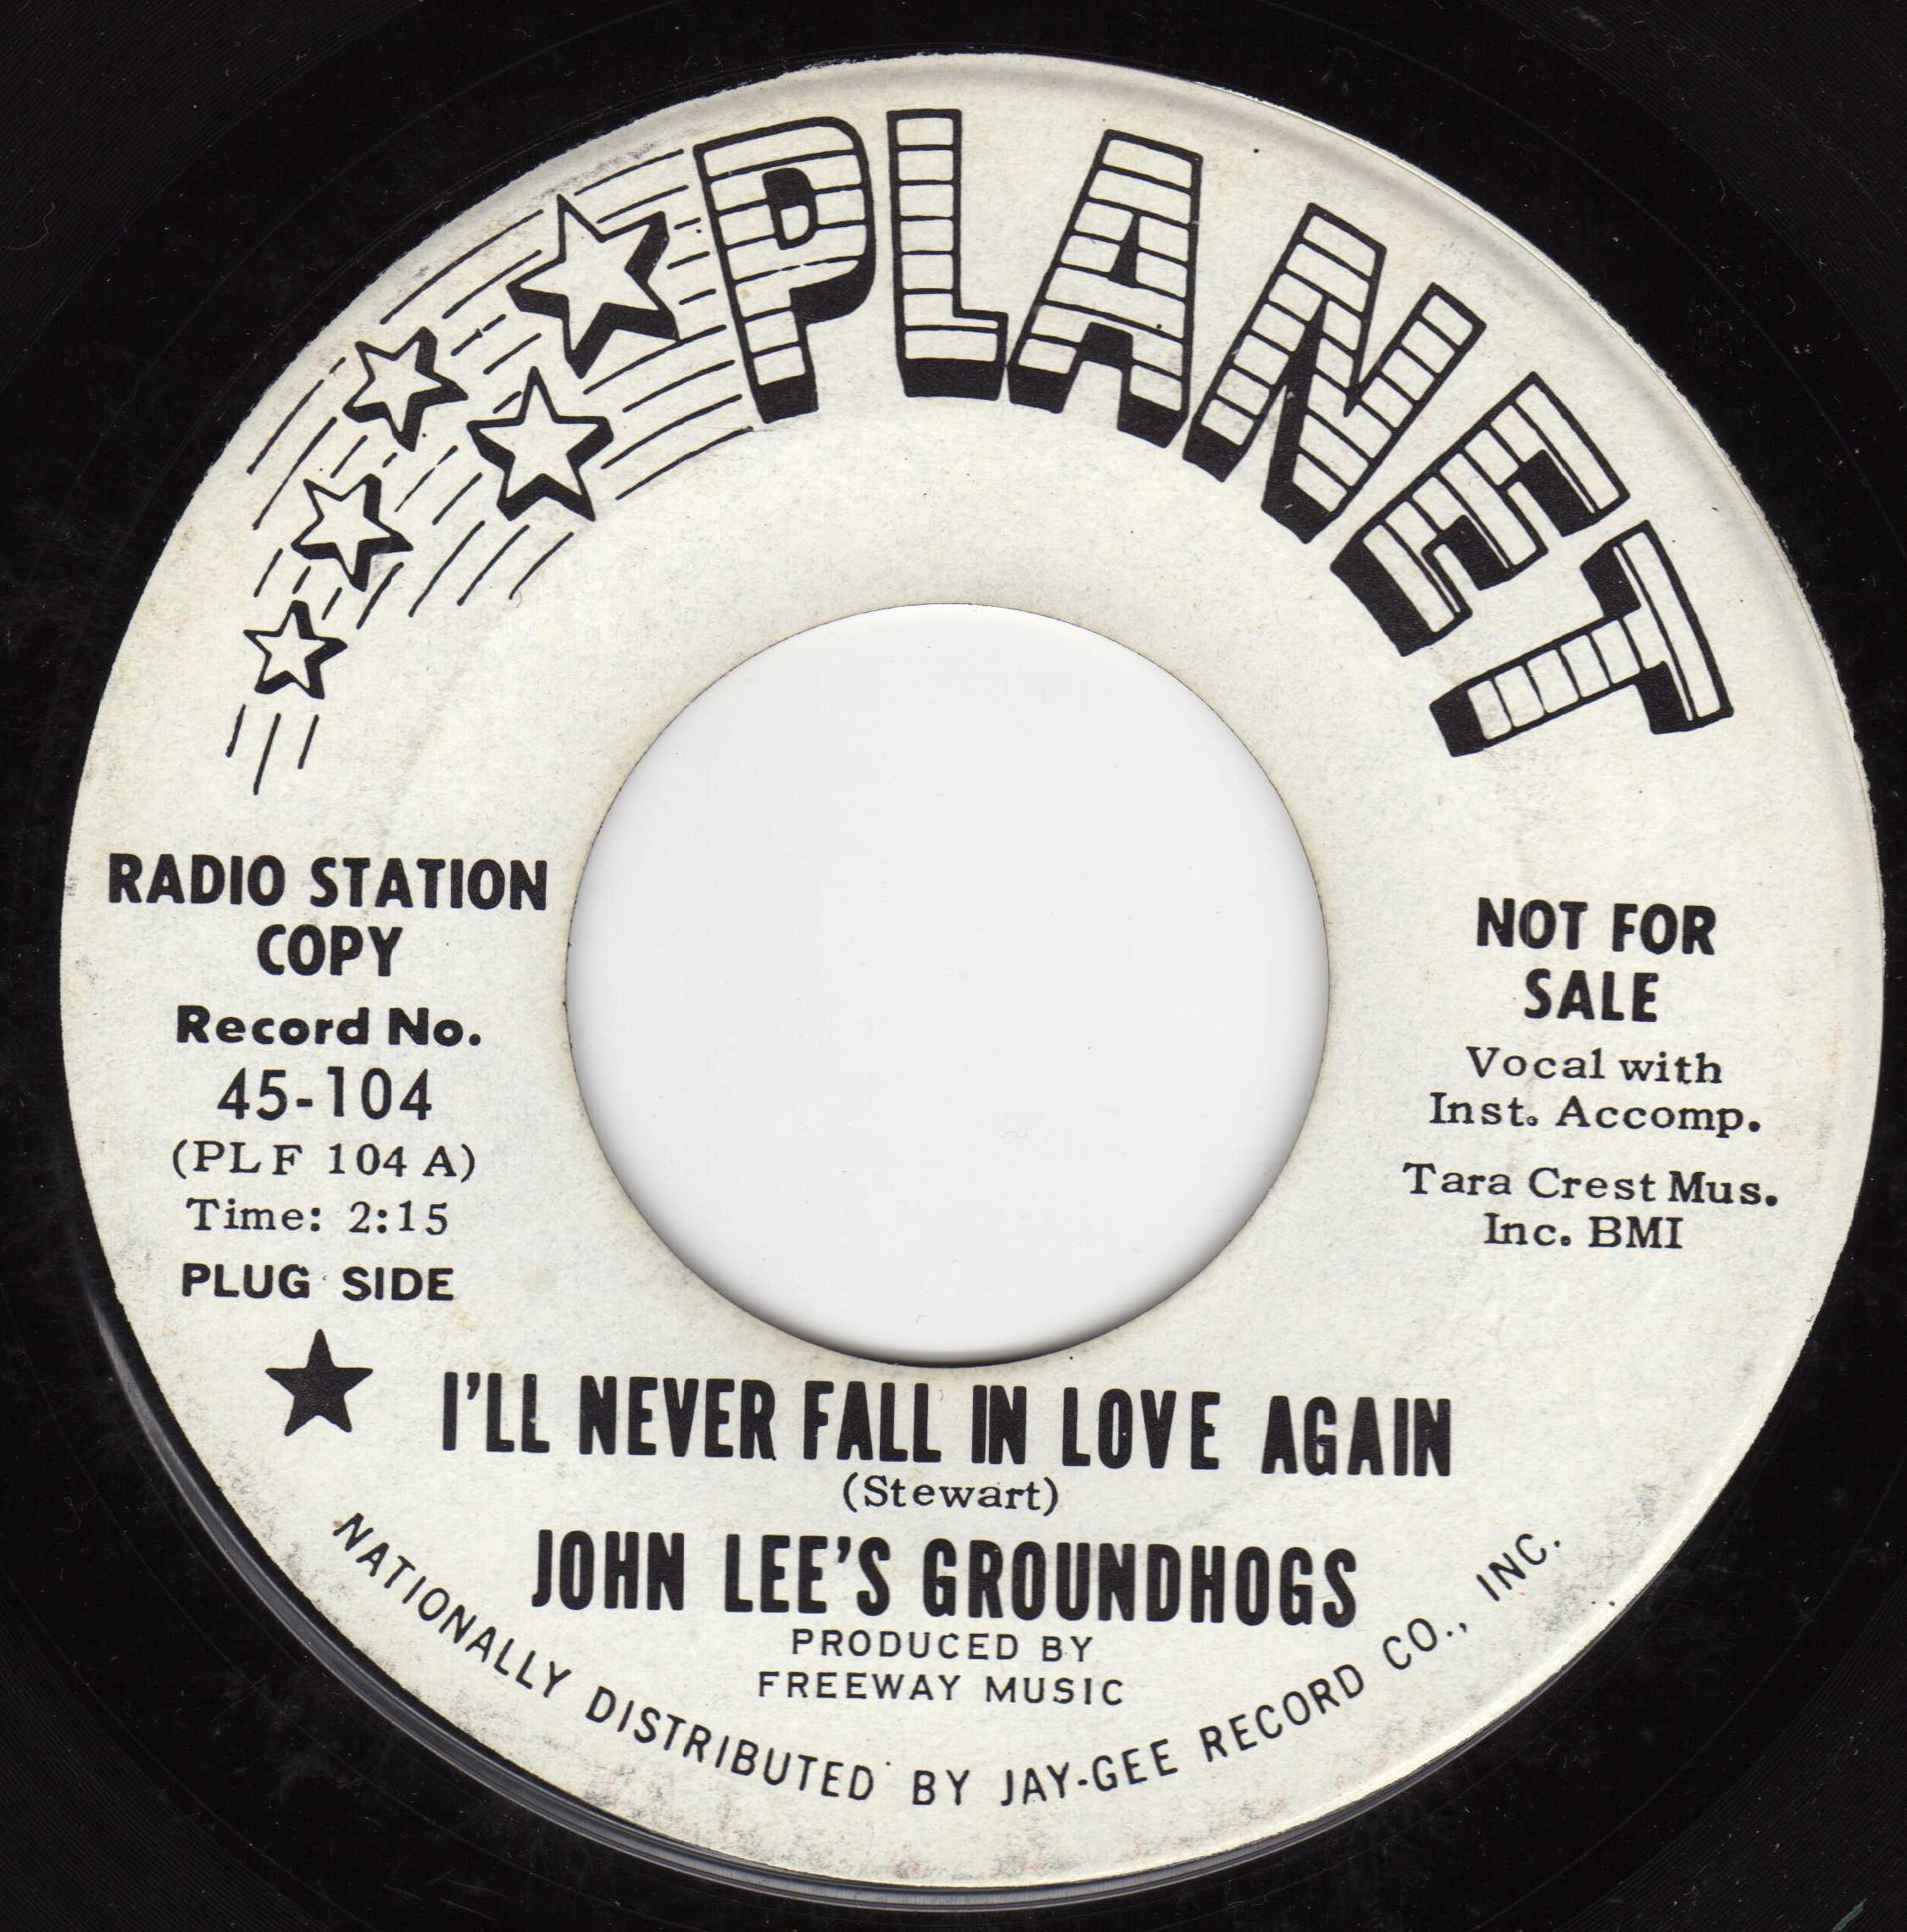 PLANET
RADIO STATION
COPY
Record No.
45-104
(PLF 104 A)
Time: 2:15
PLUG SIDE
NOT FOR
SALE
Vocal with
Inst. Accomp.
Tara Crest Mus.
Inc. BMI
I'LL NEVER FALL IN LOVE AGAIN
(Stewart)
JOHN LEE'S GROUNDHOGS
PRODUCED BY
FREEWAY MUSIC
NATIONALLY DISTRIBUTED BY JAY-GEE RECORD CO., INC.